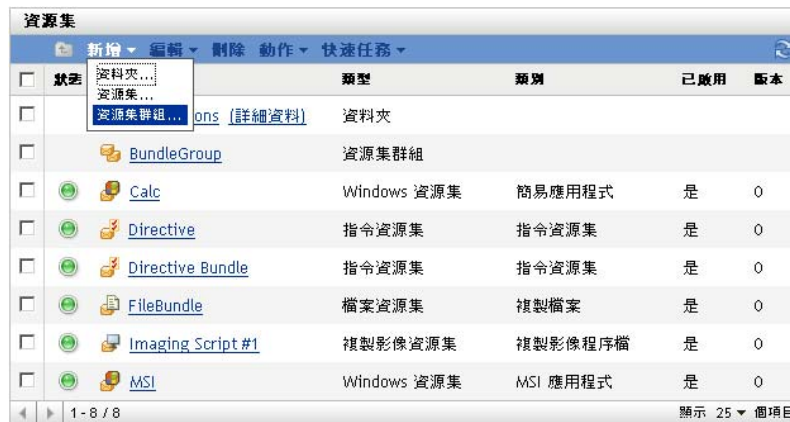 資源集
新增 編輯 刪除 動作 快速任務
狀態 類型 類別 已啟用 版本
資料夾...
資源集...
資源集群組...
ons (詳細資料) 資料夾
BundleGroup 資源集群組
Calc Windows 資源集 簡易應用程式 是 0
Directive 指令資源集 指令資源集 是 0
Directive Bundle 指令資源集 指令資源集 是 0
FileBundle 檔案資源集 複製檔案 是 0
Imaging Script #1 複製影像資源集 複製影像程序檔 是 0
MSI Windows 資源集 MSI 應用程式 是 0
1 - 8 / 8 顯示 25 個項目